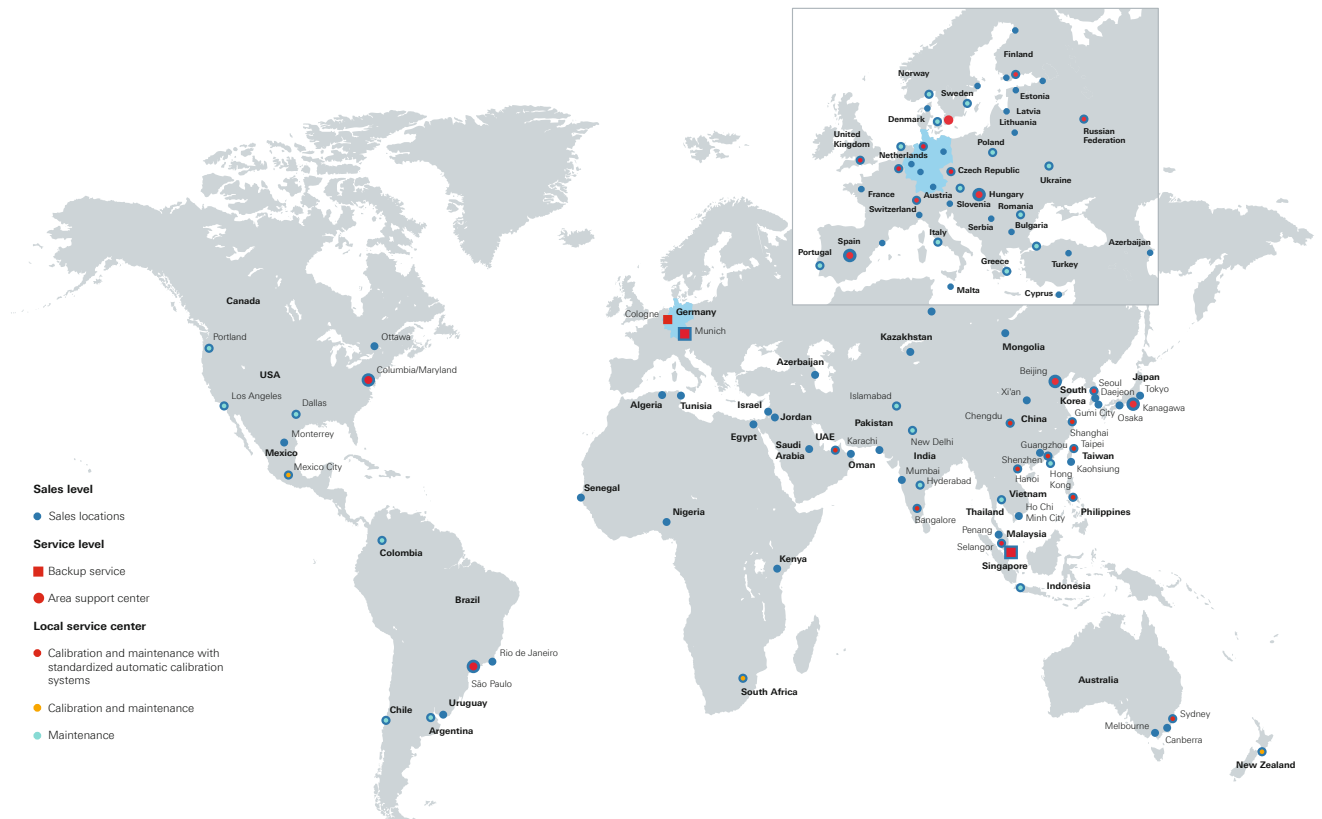 Finland
Norway
Sweden
Estonia
Latvia
Denmark
Lithuania
United
Kingdom
Russian
Federation
Poland
Netherlands
Czech Republic
Ukraine
France
Austria
Hungary
Switzerland
Slovenia
Romania
Serbia
Bulgaria
Italy
Spain
Portugal
Azerbaijan
Greece
Turkey
Malta
Cyprus
Canada
Portland
Ottawa
USA
Columbia/Maryland
Los Angeles
Dallas
Monterrey
Mexico
Mexico City
Cologne
Germany
Munich
Kazakhstan
Mongolia
Azerbaijan
Algeria
Tunisia
Israel
Jordan
Egypt
Saudi
Arabia
UAE
Oman
Islamabad
Pakistan
Karachi
New Delhi
India
Mumbai
Hyderabad
Bangalore
Beijing
Xi'an
Chengdu
China
South
Korea
Seoul
Daejeon
Gumi City
Japan
Tokyo
Kanagawa
Osaka
Shanghai
Guangzhou
Taipei
Taiwan
Kaohsiung
Shenzhen
Hong
Kong
Hanoi
Vietnam
Thailand
Ho Chi
Minh City
Philippines
Penang
Malaysia
Selangor
Singapore
Indonesia
Senegal
Nigeria
Kenya
South Africa
Colombia
Brazil
Rio de Janeiro
São Paulo
Chile
Uruguay
Argentina
Australia
Sydney
Melbourne
Canberra
New Zealand
Sales level
Sales locations
Service level
Backup service
Area support center
Local service center
Calibration and maintenance with
standardized automatic calibration
systems
Calibration and maintenance
Maintenance